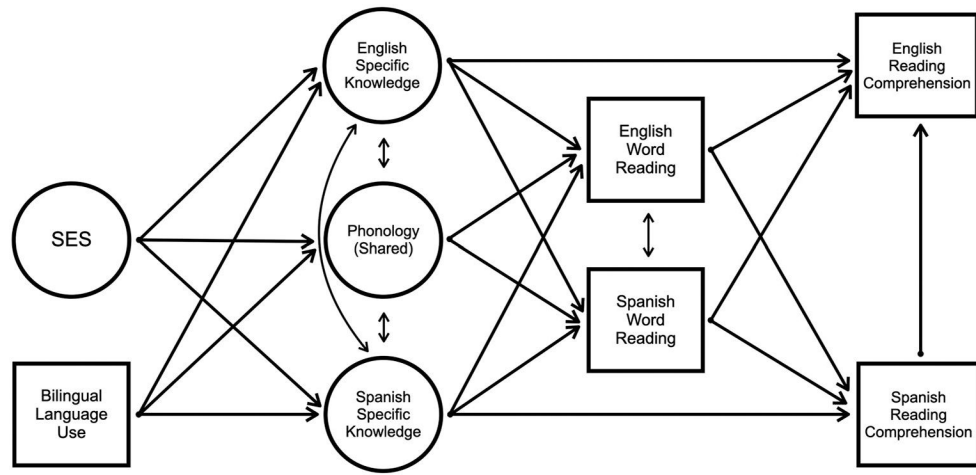 English
Specific
Knowledge
English
Reading
Comprehension
English
Word
Reading
SES
Phonology
(Shared)
Spanish
Word
Reading
Bilingual
Language
Use
Spanish
Specific
Knowledge
Spanish
Reading
Comprehension